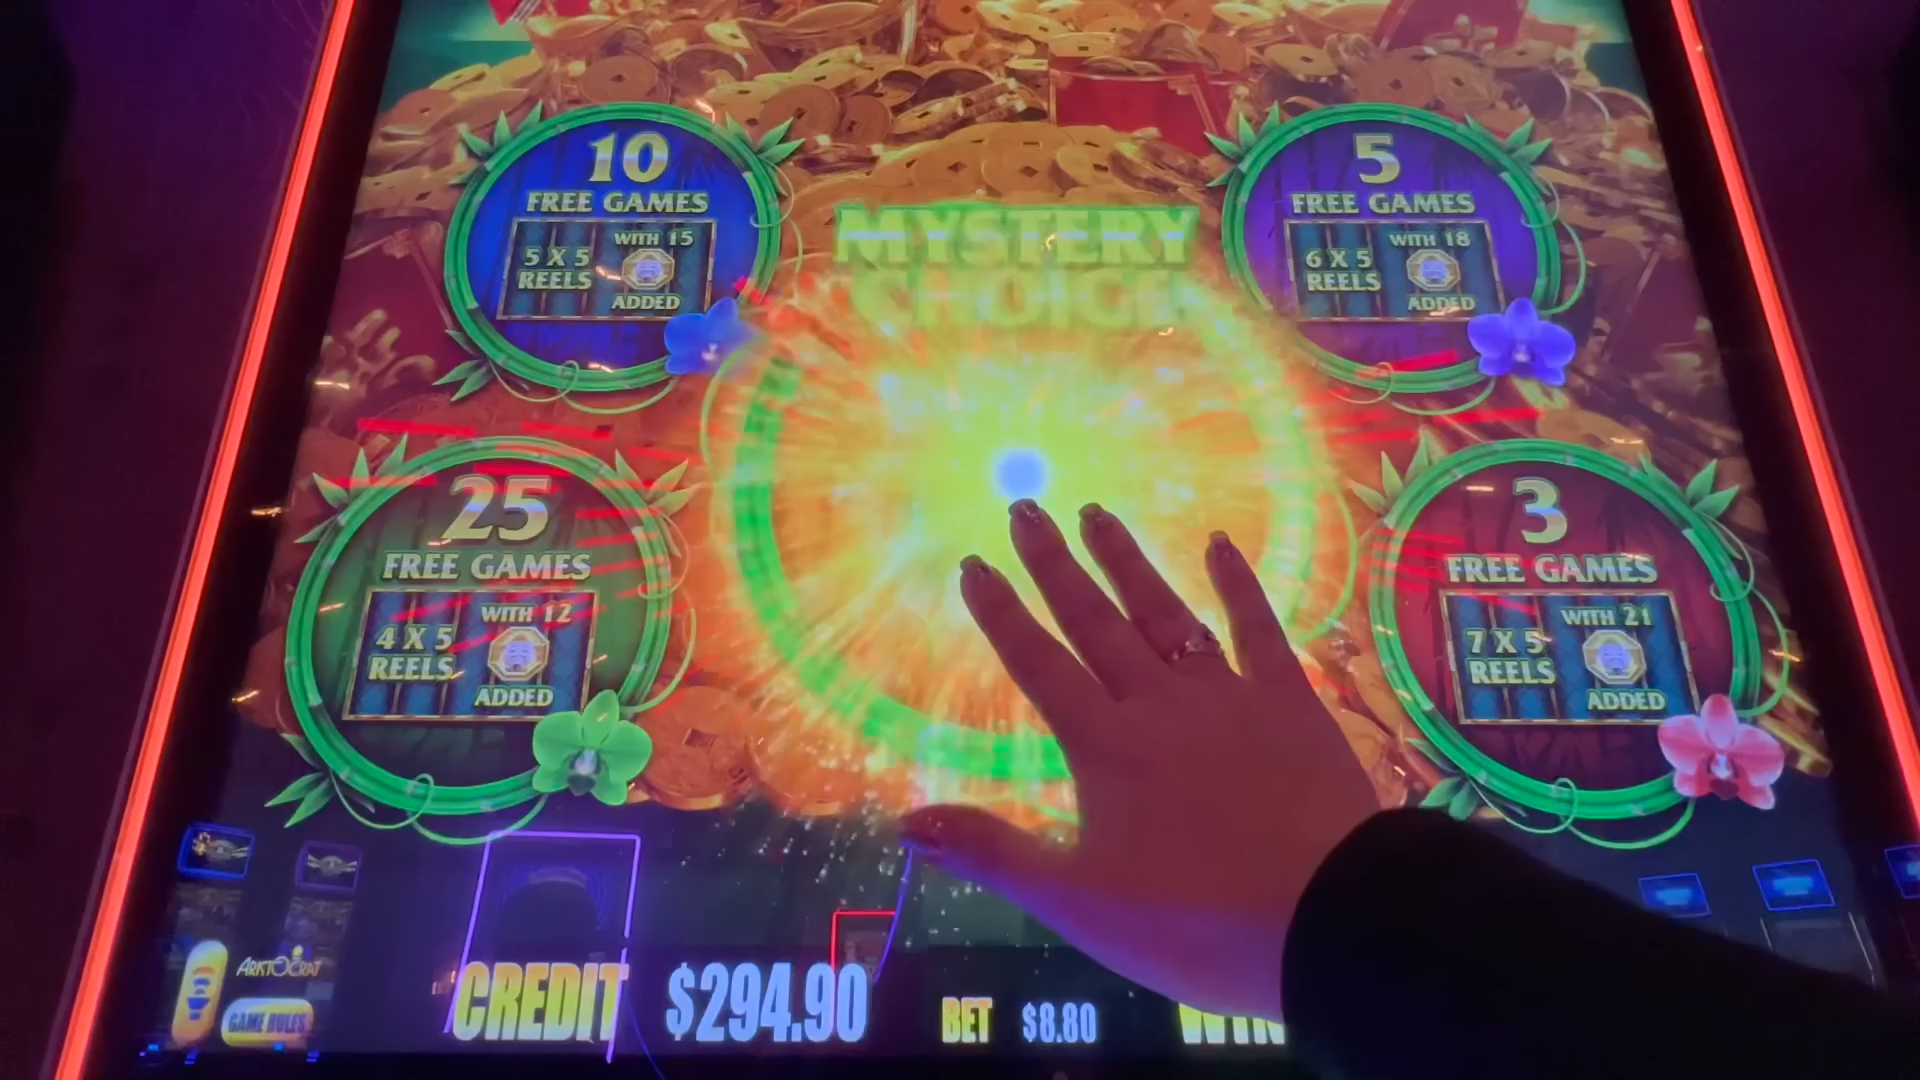 10
FREE GAMES
5 X 5
REELS
WITH 15
ADDED
MYSTERY
CHOICE
5
FREE GAMES
6 X 5
REELS
WITH 18
ADDED
25
FREE GAMES
4 X 5
REELS
WITH 12
ADDED
3
FREE GAMES
7 X 5
REELS
WITH 21
ADDED
ARISTOCRAT
GAME RULES
CREDIT $294.90
BET $8.80
WIN